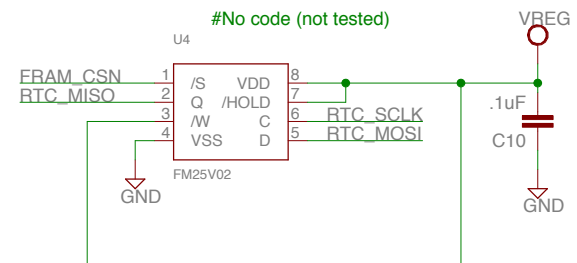 #No code (not tested)
VREG
U4
FRAM_CSN 1 /S VDD 8
RTC_MISO 2 Q /HOLD 7
3 /W C 6 RTC_SCLK
4 VSS D 5 RTC_MOSI
.1uF
C10
FM25V02
GND
GND